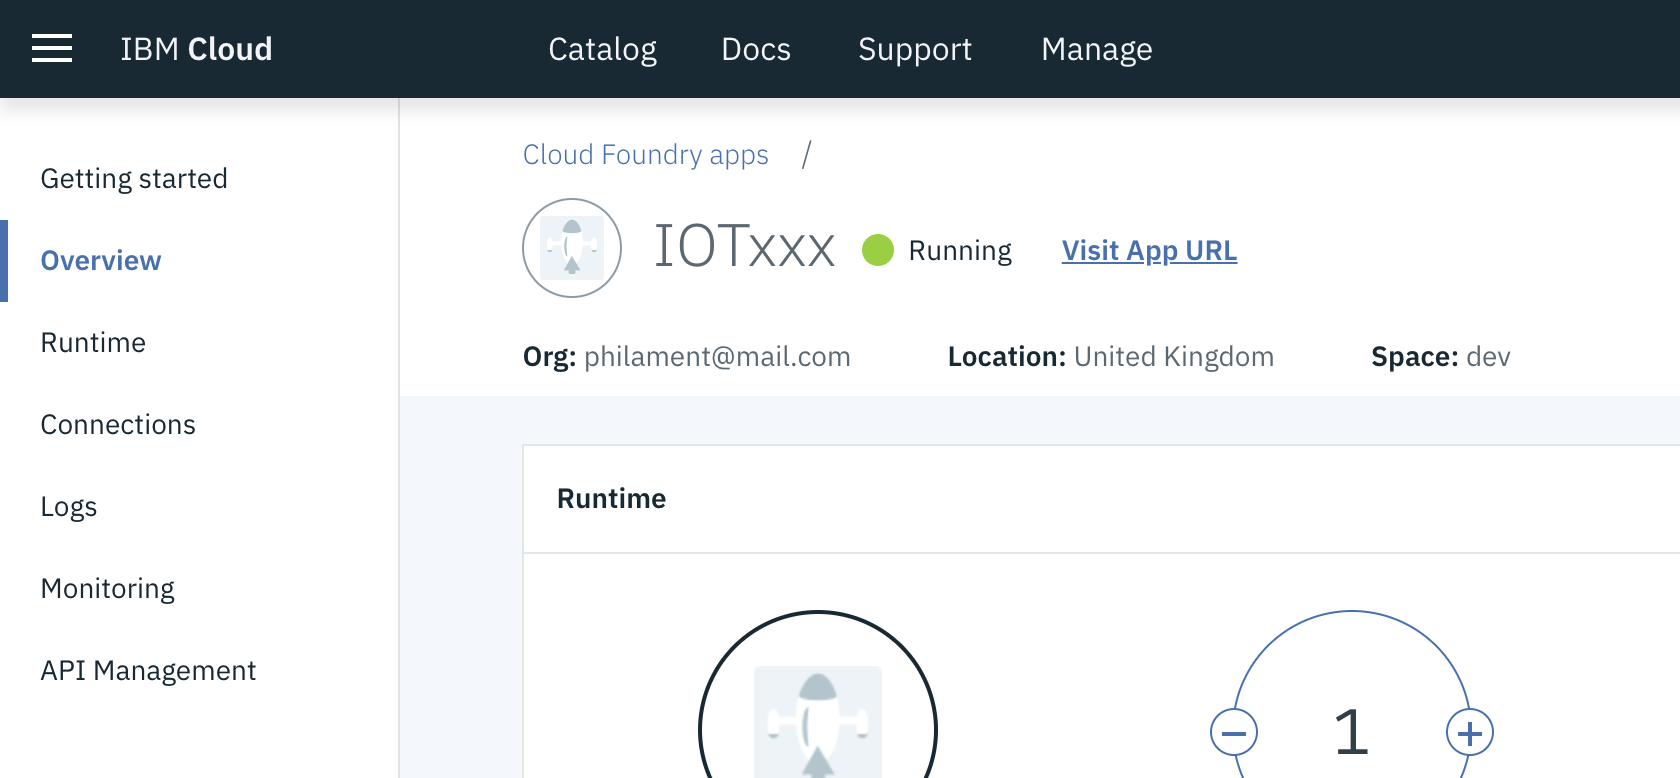 IBM Cloud Catalog Docs Support Manage
Getting started
Overview
Runtime
Connections
Logs
Monitoring
API Management
Cloud Foundry apps /
IOTxxx Running Visit App URL
Org: philament@mail.com Location: United Kingdom Space: dev
Runtime
1